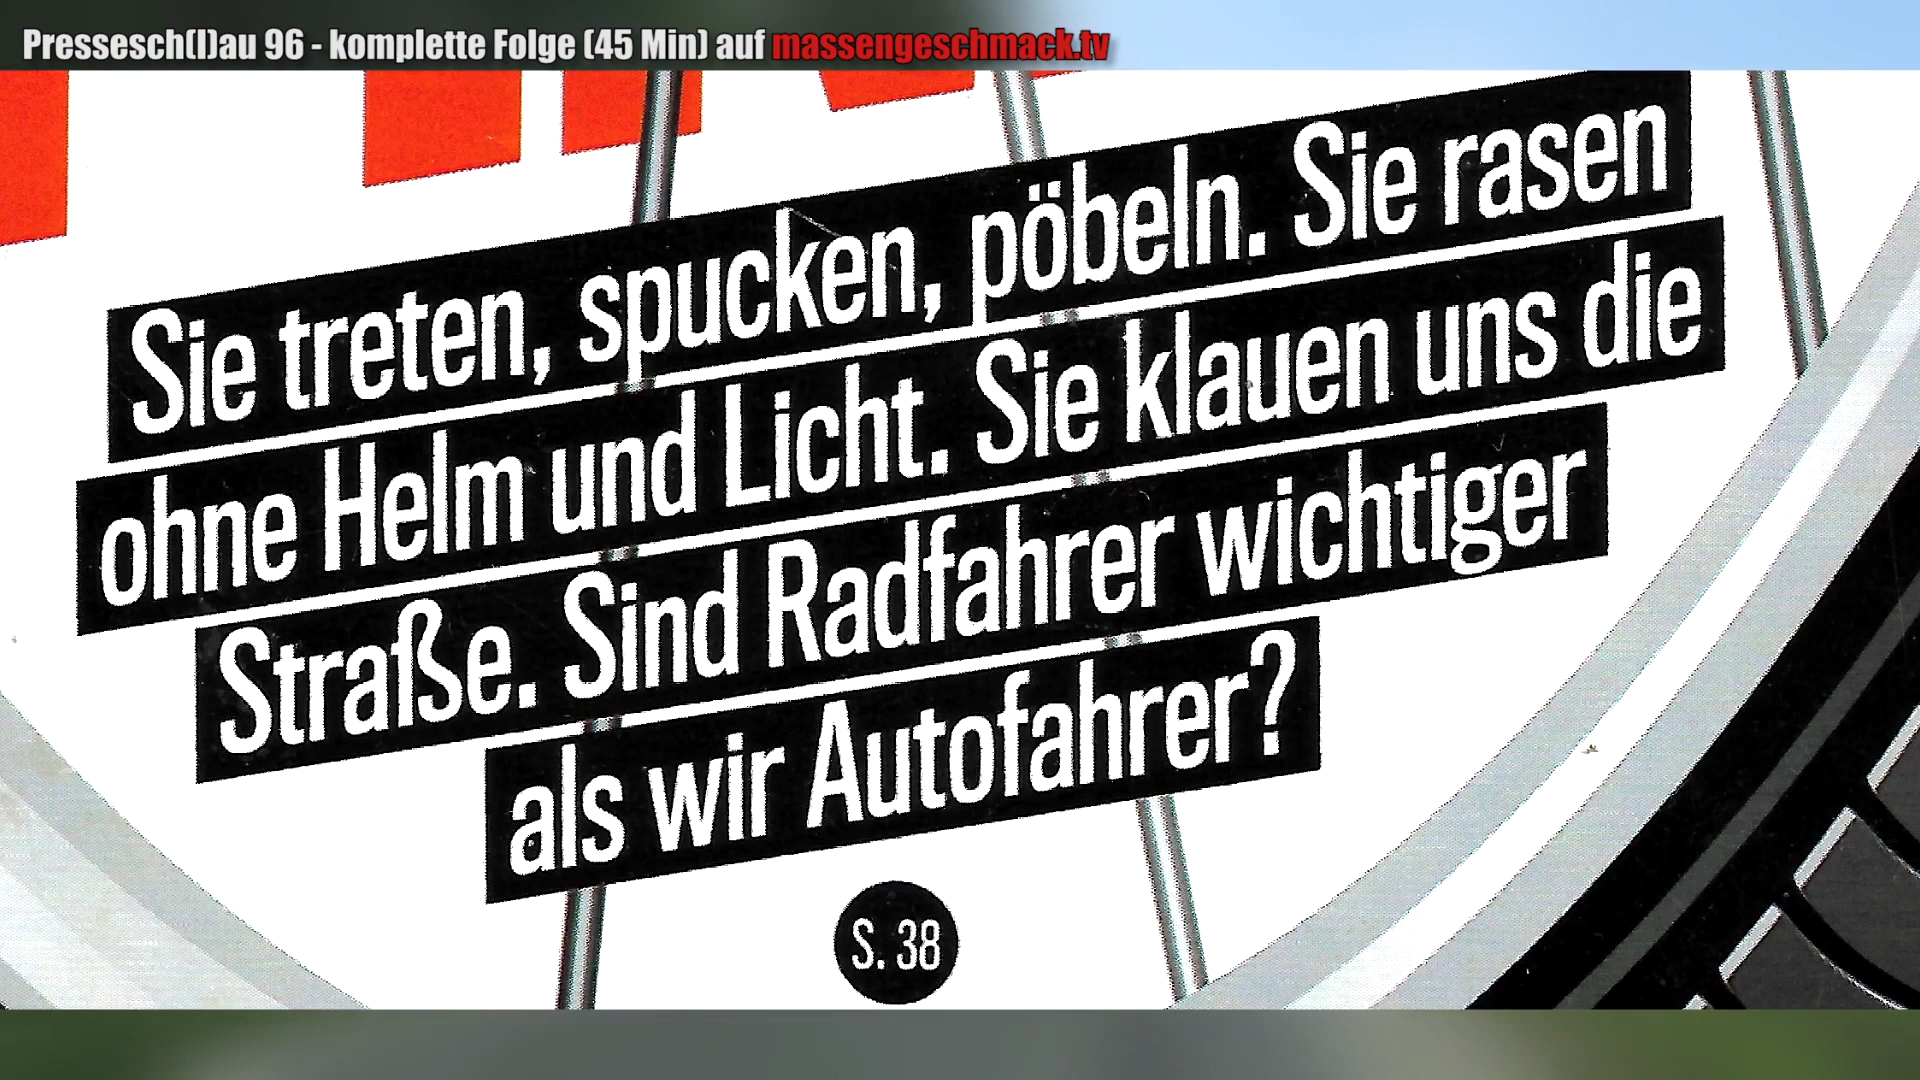 Pressesch(l)au 96 - komplette Folge (45 Min) auf massengeschmack.tv
Sie treten, spucken, pöbeln. Sie rasen
ohne Helm und Licht. Sie klauen uns die
Straße. Sind Radfahrer wichtiger
als wir Autofahrer?
S. 38